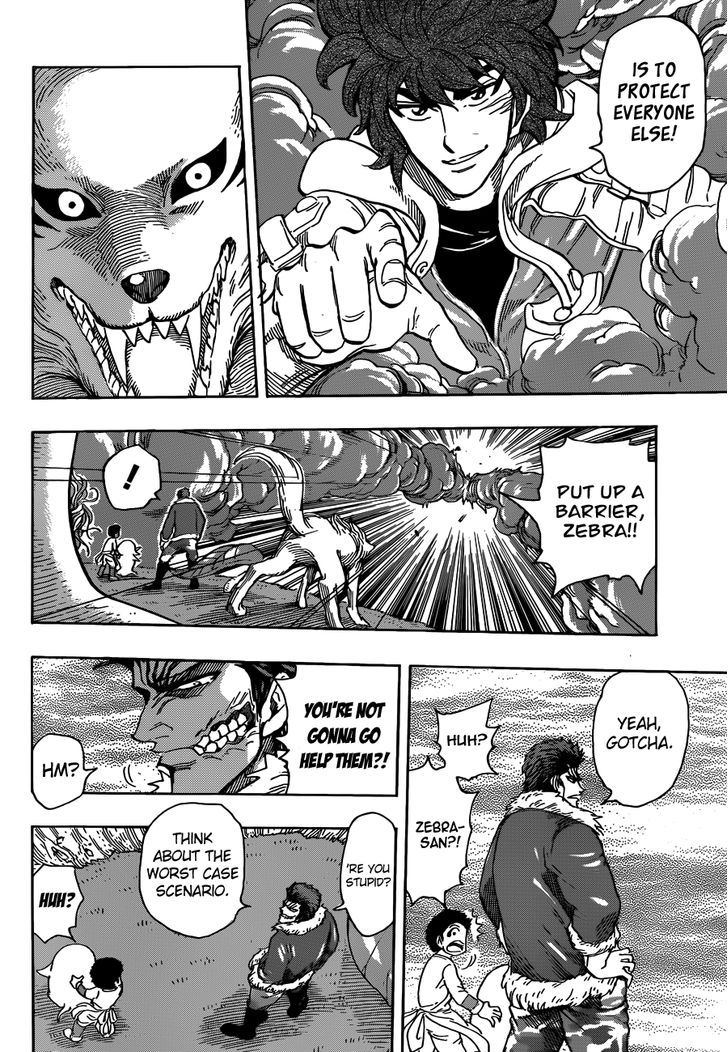 IS TO
PROTECT
EVERYONE
ELSE!
PUT UP A
BARRIER,
ZEBRA!!
!
YEAH,
GOTCHA.
HUH?
ZEBRA-
SAN?!
YOU'RE NOT
GONNA GO
HELP THEM?!
HM?
'RE YOU
STUPID?
THINK
ABOUT THE
WORST CASE
SCENARIO.
HUH?